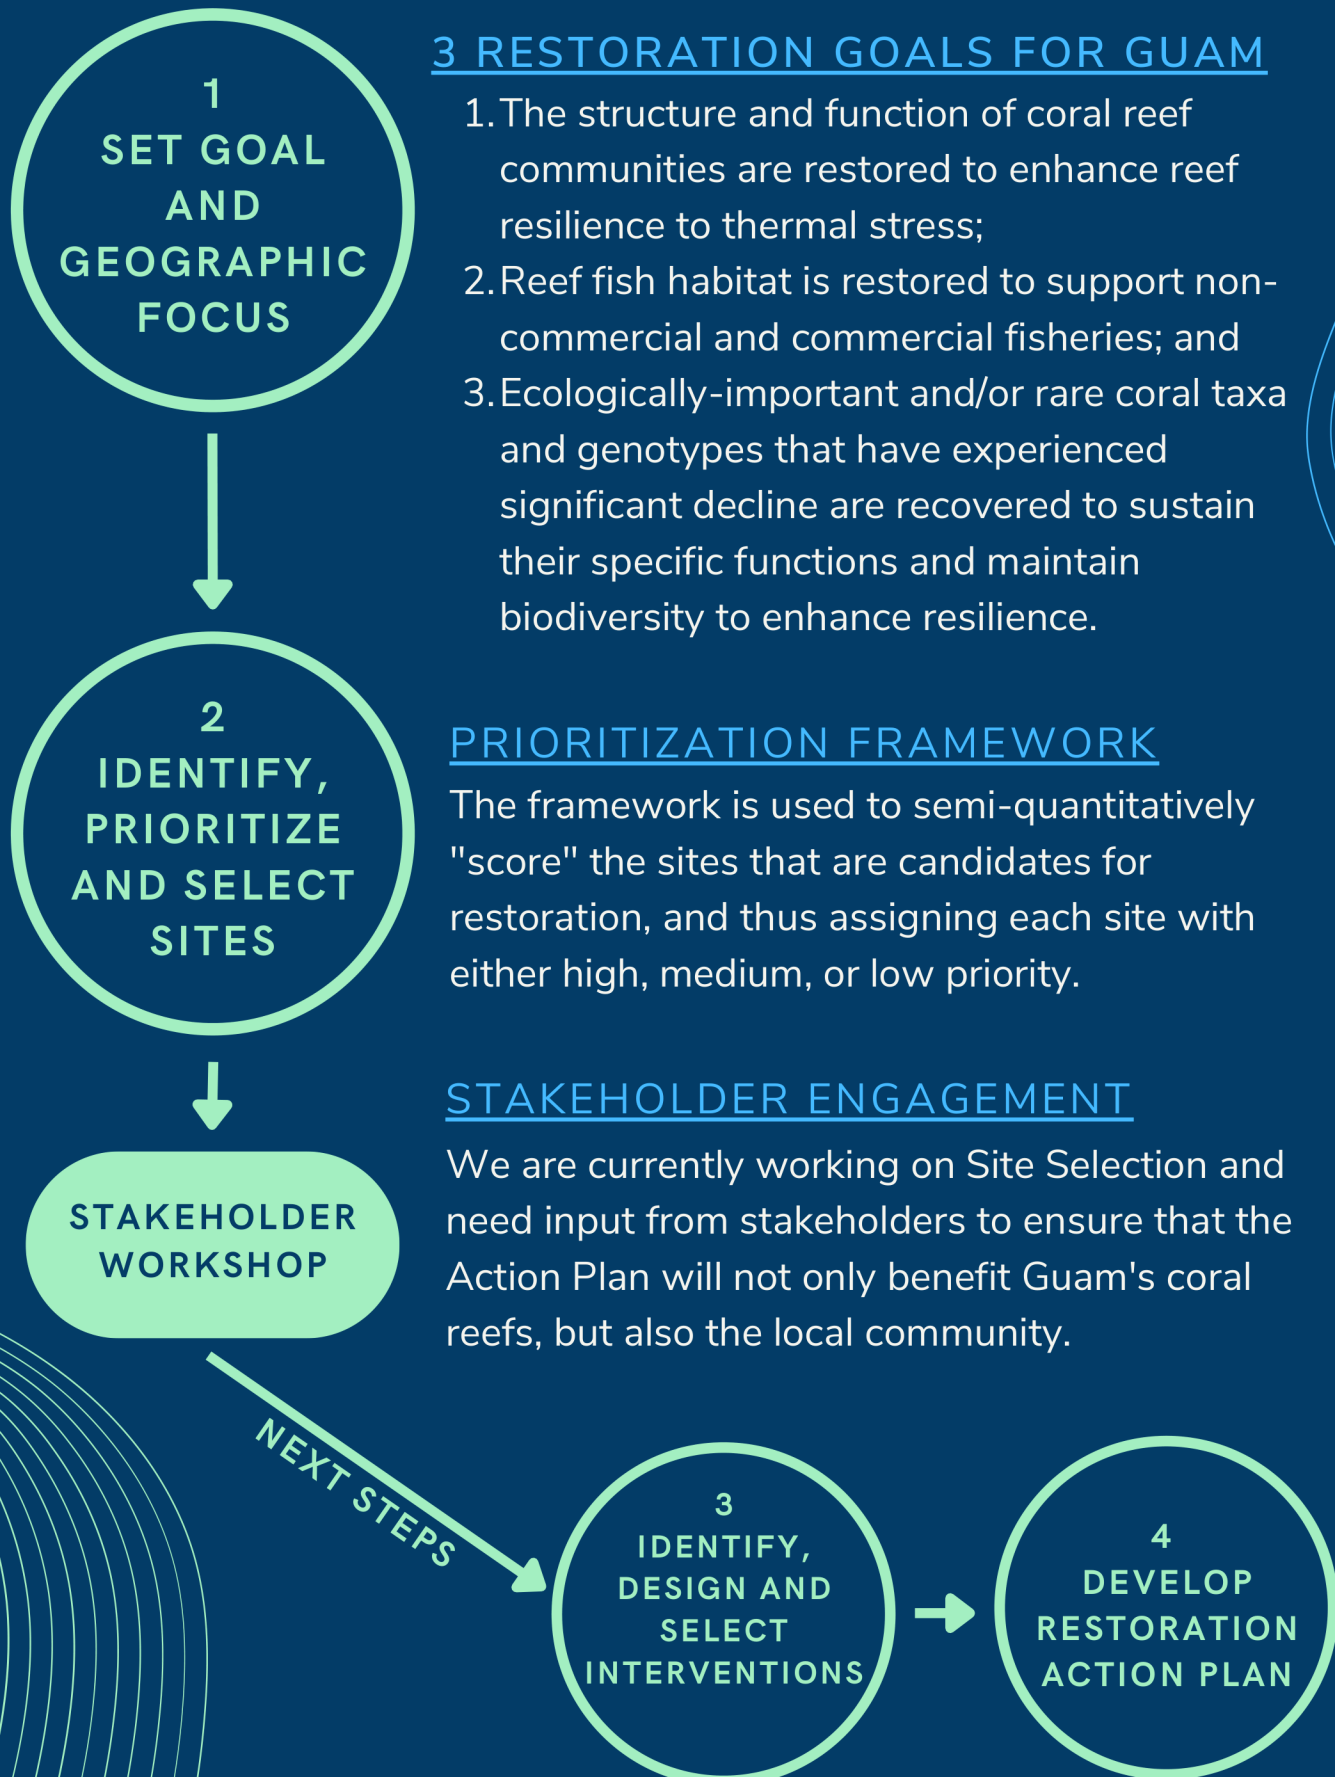 1
SET GOAL
AND
GEOGRAPHIC
FOCUS
3 RESTORATION GOALS FOR GUAM
1. The structure and function of coral reef
communities are restored to enhance reef
resilience to thermal stress;
2. Reef fish habitat is restored to support non-
commercial and commercial fisheries; and
3. Ecologically-important and/or rare coral taxa
and genotypes that have experienced
significant decline are recovered to sustain
their specific functions and maintain
biodiversity to enhance resilience.
2
IDENTIFY,
PRIORITIZE
AND SELECT
SITES
PRIORITIZATION FRAMEWORK
The framework is used to semi-quantitatively
"score" the sites that are candidates for
restoration, and thus assigning each site with
either high, medium, or low priority.
STAKEHOLDER
WORKSHOP
STAKEHOLDER ENGAGEMENT
We are currently working on Site Selection and
need input from stakeholders to ensure that the
Action Plan will not only benefit Guam's coral
reefs, but also the local community.
NEXT STEPS
3
IDENTIFY,
DESIGN AND
SELECT
INTERVENTIONS
4
DEVELOP
RESTORATION
ACTION PLAN